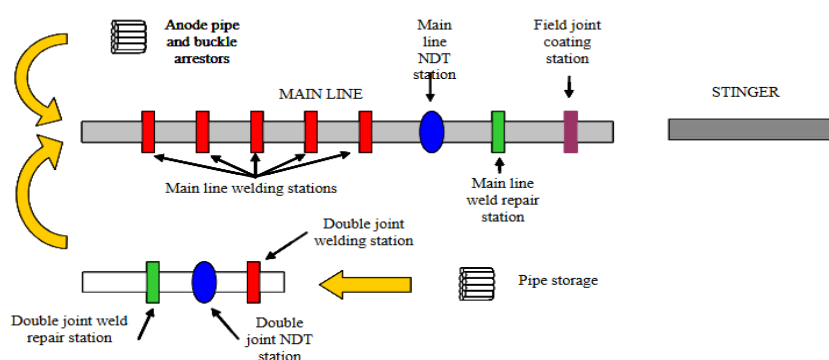 Anode pipe
and buckle
arrestors
Main
line
NDT
station
Field joint
coating
station
MAIN LINE
STINGER
Main line welding stations
Main line
weld repair
station
Double joint
welding station
Pipe storage
Double joint weld
repair station
Double
joint NDT
station